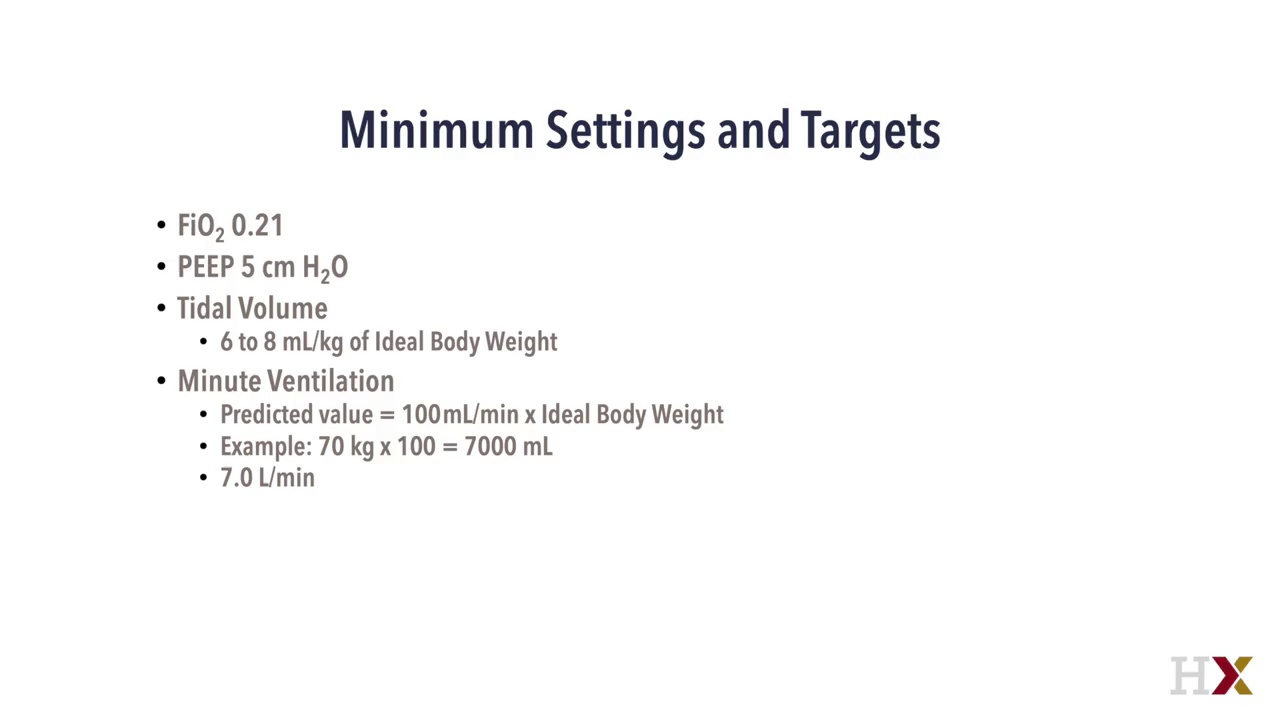 Minimum Settings and Targets
• FiO₂ 0.21
• PEEP 5 cm H₂O
• Tidal Volume
• 6 to 8 mL/kg of Ideal Body Weight
• Minute Ventilation
• Predicted value = 100mL/min x Ideal Body Weight
• Example: 70 kg x 100 = 7000 mL
• 7.0 L/min
HX